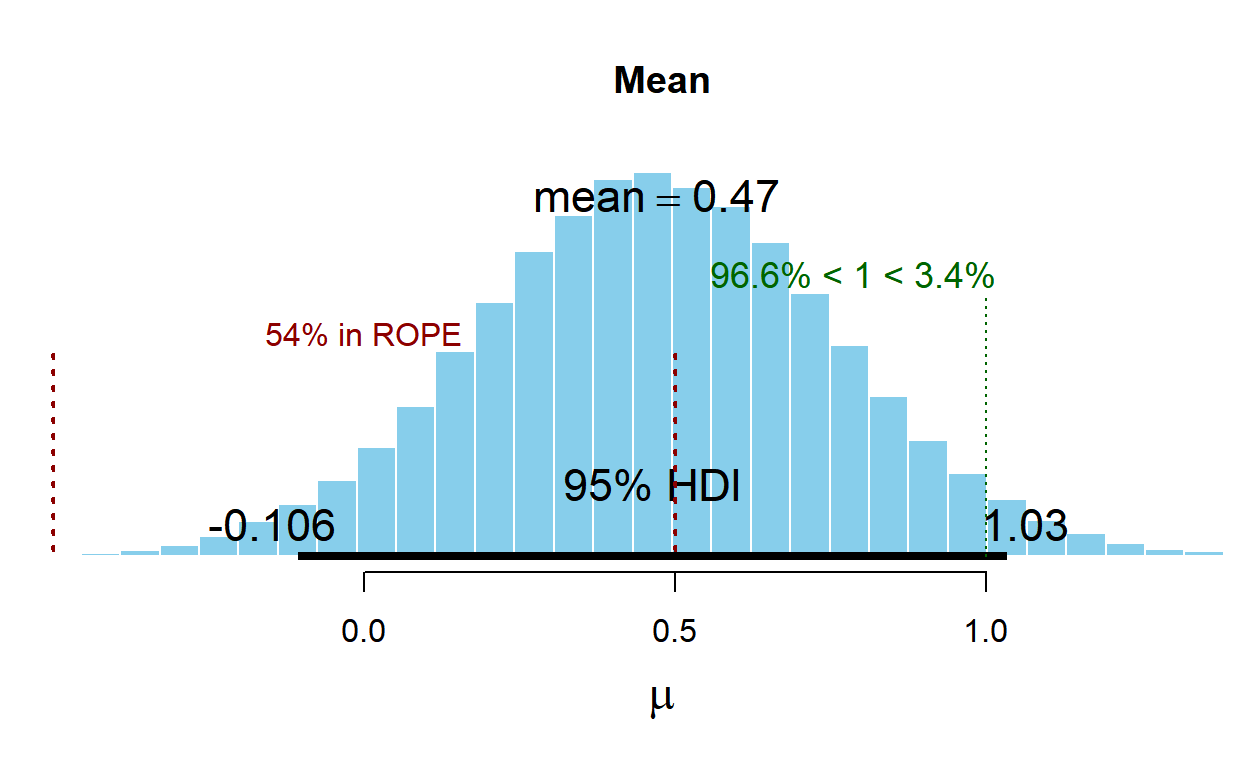 Mean
mean = 0.47
96.6% < 1 < 3.4%
54% in ROPE
95% HDI
-0.106
1.03
0.0
0.5
1.0
μ